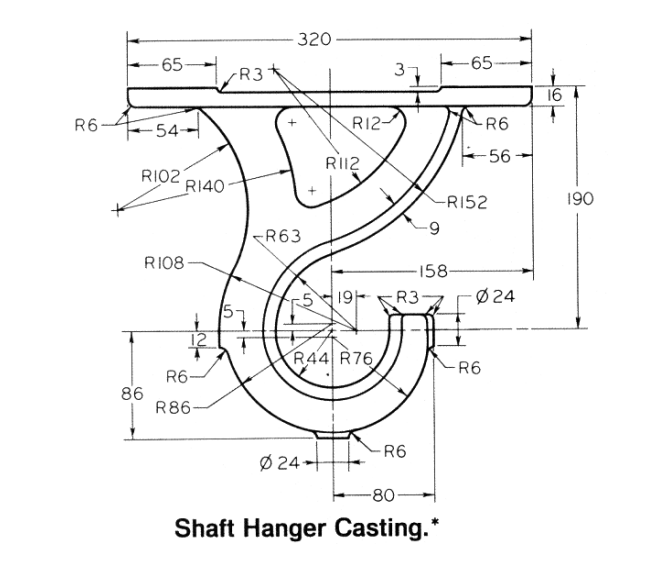 320
65
65
R3
3
16
R6
54
R12
R6
56
R102
R112
R140
R152
190
9
R63
R108
158
5
19
R3
Ø 24
5
12
R44
R76
R6
R6
86
R86
R6
Ø 24
80
Shaft Hanger Casting.*